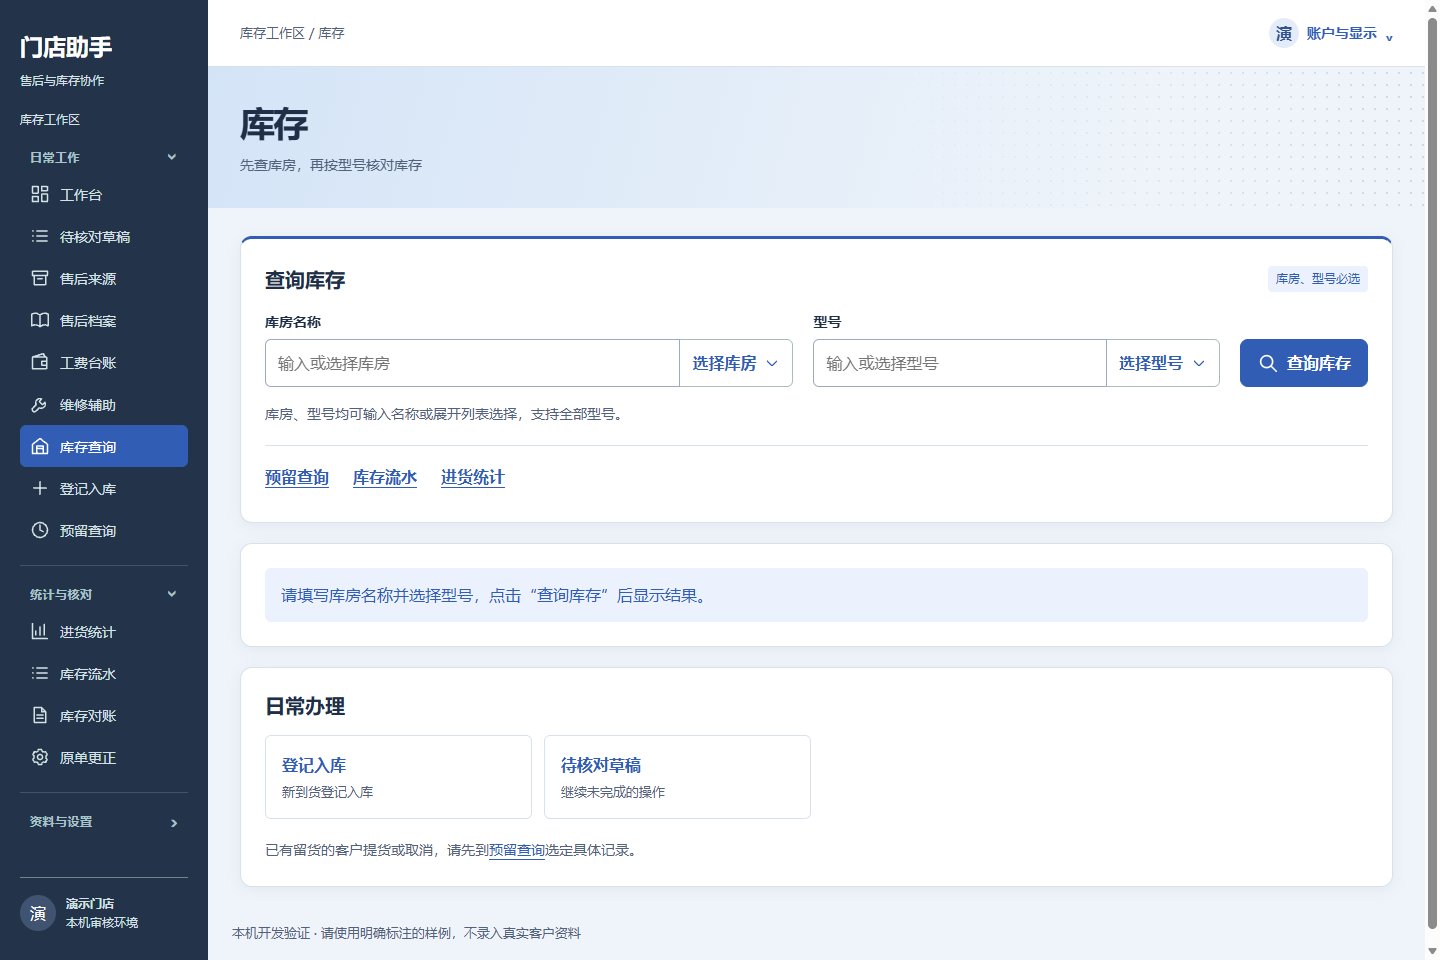 门店助手
售后与库存协作
库存工作区
日常工作
工作台
待核对草稿
售后来源
售后档案
工费台账
维修辅助
库存查询
登记入库
预留查询
统计与核对
进货统计
库存流水
库存对账
原单更正
资料与设置
演
演示门店
本机审核环境
库存工作区 / 库存
演 账户与显示
库存
先查库房，再按型号核对库存
查询库存
库房、型号必选
库房名称
型号
输入或选择库房 选择库房
输入或选择型号 选择型号
查询库存
库房、型号均可输入名称或展开列表选择，支持全部型号。
预留查询 库存流水 进货统计
请填写库房名称并选择型号，点击“查询库存”后显示结果。
日常办理
登记入库
新到货登记入库
待核对草稿
继续未完成的操作
已有留货的客户提货或取消，请先到预留查询选定具体记录。
本机开发验证 · 请使用明确标注的样例，不录入真实客户资料